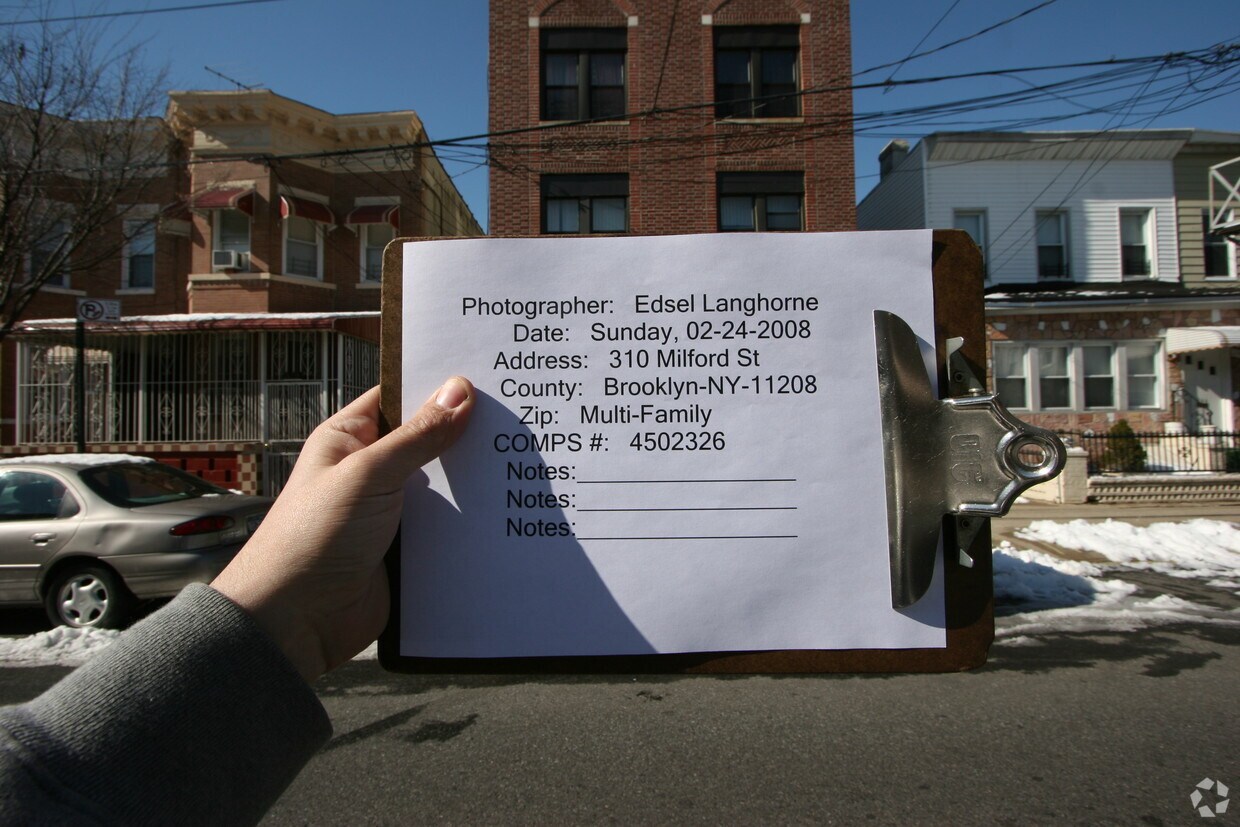 Photographer: Edsel Langhorne
Date: Sunday, 02-24-2008
Address: 310 Milford St
County: Brooklyn-NY-11208
Zip: Multi-Family
COMPS #: 4502326
Notes:
Notes:
Notes: